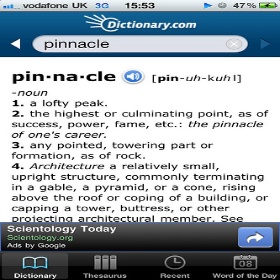 vodafone UK 3G 15:53
Dictionary.com
pinnacle
pin·na·cle [pin-uh-kuhl]
-noun
1. a lofty peak.
2. the highest or culminating point, as of
success, power, fame, etc.: the pinnacle
of one's career.
3. any pointed, towering part or
formation, as of rock.
4. Architecture a relatively small,
upright structure, commonly terminating
in a gable, a pyramid, or a cone, rising
above the roof or coping of a building, or
capping a tower, buttress, or other
projecting architectural member. See
Scientology Today
Scientology.org
Ads by Google
Dictionary Thesaurus Recent Word of the Day
08